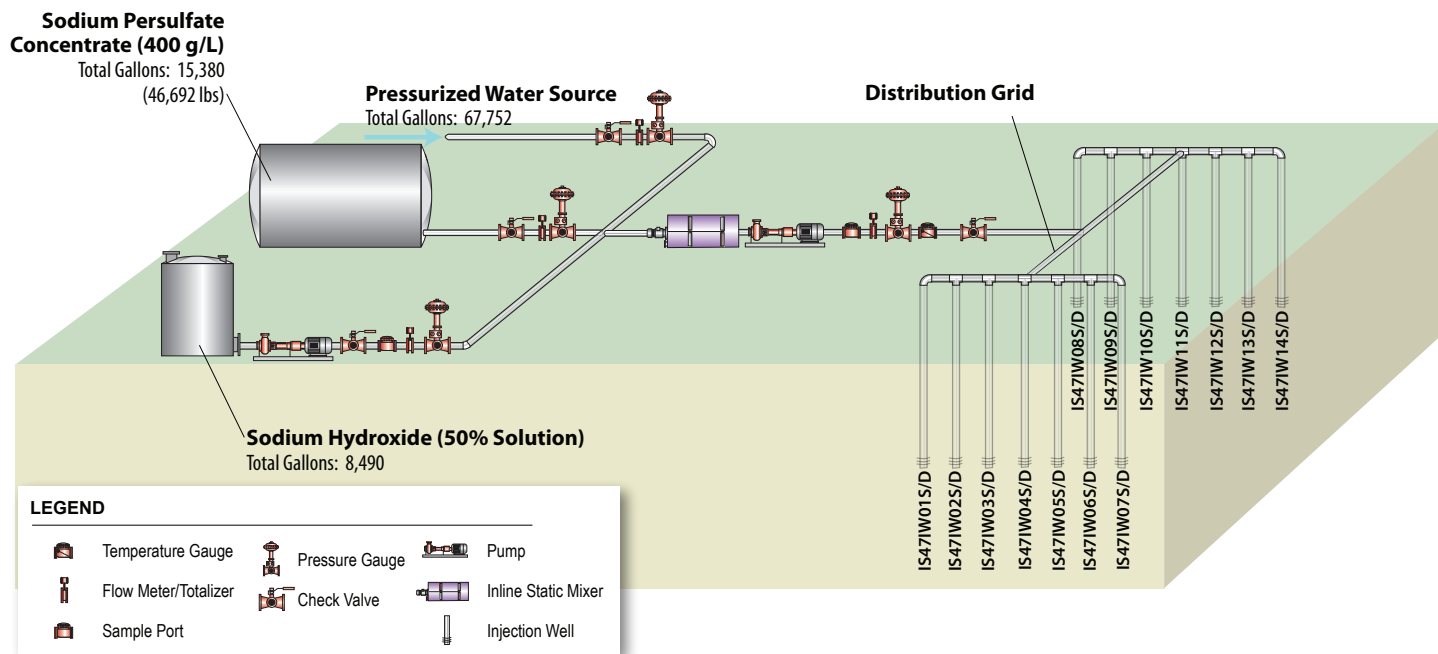 Sodium Persulfate
Concentrate (400 g/L)
Total Gallons: 15,380
(46,692 lbs)
Pressurized Water Source
Total Gallons: 67,752
Distribution Grid
IS47IW08S/D
IS47IW09S/D
IS47IW10S/D
IS47IW11S/D
IS47IW12S/D
IS47IW13S/D
IS47IW14S/D
Sodium Hydroxide (50% Solution)
Total Gallons: 8,490
IS47IW01S/D
IS47IW02S/D
IS47IW03S/D
IS47IW04S/D
IS47IW05S/D
IS47IW06S/D
IS47IW07S/D
LEGEND
Temperature Gauge
Flow Meter/Totalizer
Sample Port
Pressure Gauge
Check Valve
Pump
Inline Static Mixer
Injection Well